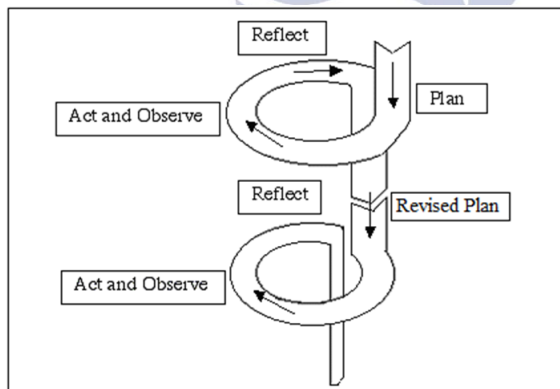 Reflect
Plan
Act and Observe
Reflect
Revised Plan
Act and Observe